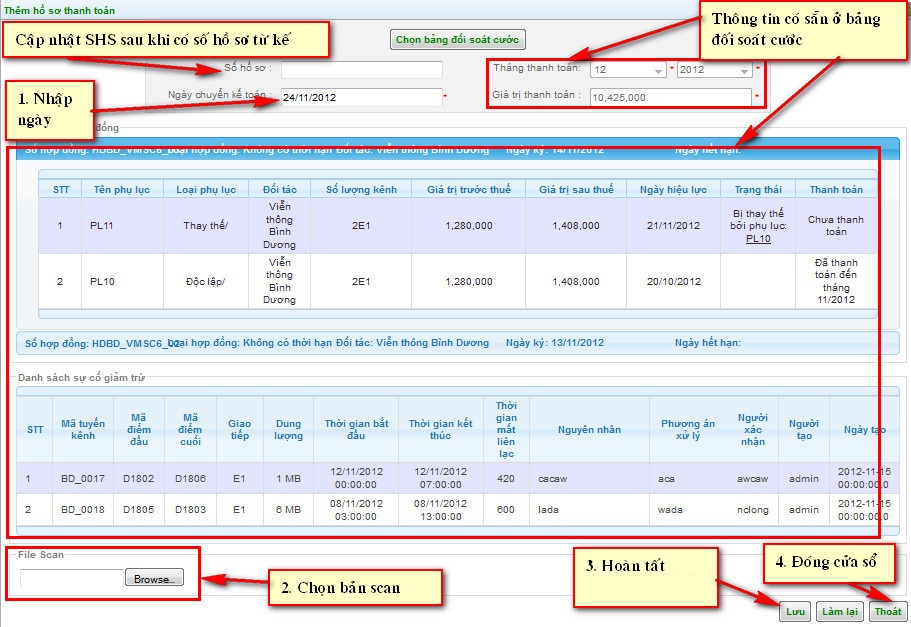 Thêm hồ sơ thanh toán
Cập nhật SHS sau khi có số hồ sơ từ kế
Chọn bảng đối soát cước
Thông tin có sẵn ở bảng
đối soát cước
Số hồ sơ :
Tháng thanh toán: 12 * 2012 *
1. Nhập
ngày
Ngày chuyển kế toán : 24/11/2012 *
Giá trị thanh toán : 10,425,000 *
đồng
Số hợp đồng: HDBD_VMSC6_ Loại hợp đồng: Không có thời hạn Đối tác: Viễn thông Bình Dương Ngày ký: 14/11/2012 Ngày hết hạn:
STT Tên phụ lục Loại phụ lục Đối tác Số lượng kênh Giá trị trước thuế Giá trị sau thuế Ngày hiệu lực Trạng thái Thanh toán
1 PL11 Thay thế/ Viễn thông Bình Dương 2E1 1,280,000 1,408,000 21/11/2012 Bị thay thế bởi phụ lục: PL10 Chưa thanh toán
2 PL10 Độc lập/ Viễn thông Bình Dương 2E1 1,280,000 1,408,000 20/10/2012 Đã thanh toán đến tháng 11/2012
Số hợp đồng: HDBD_VMSC6_02 Loại hợp đồng: Không có thời hạn Đối tác: Viễn thông Bình Dương Ngày ký: 13/11/2012 Ngày hết hạn:
Danh sách sự cố giảm trừ
STT Mã tuyến kênh Mã điểm đầu Mã điểm cuối Giao tiếp Dung lượng Thời gian bắt đầu Thời gian kết thúc Thời gian mất liên lạc Nguyên nhân Phương án xử lý Người xác nhận Người tạo Ngày tạo
1 BD_0017 D1802 D1806 E1 1 MB 12/11/2012 00:00:00 12/11/2012 07:00:00 420 cacaw aca awcaw admin 2012-11-15 00:00:00.0
2 BD_0018 D1805 D1803 E1 6 MB 08/11/2012 03:00:00 08/11/2012 13:00:00 600 lada wada nclong admin 2012-11-15 00:00:00.0
File Scan
Browse...
2. Chọn bản scan
3. Hoàn tất
4. Đóng cửa sổ
Lưu Làm lại Thoát